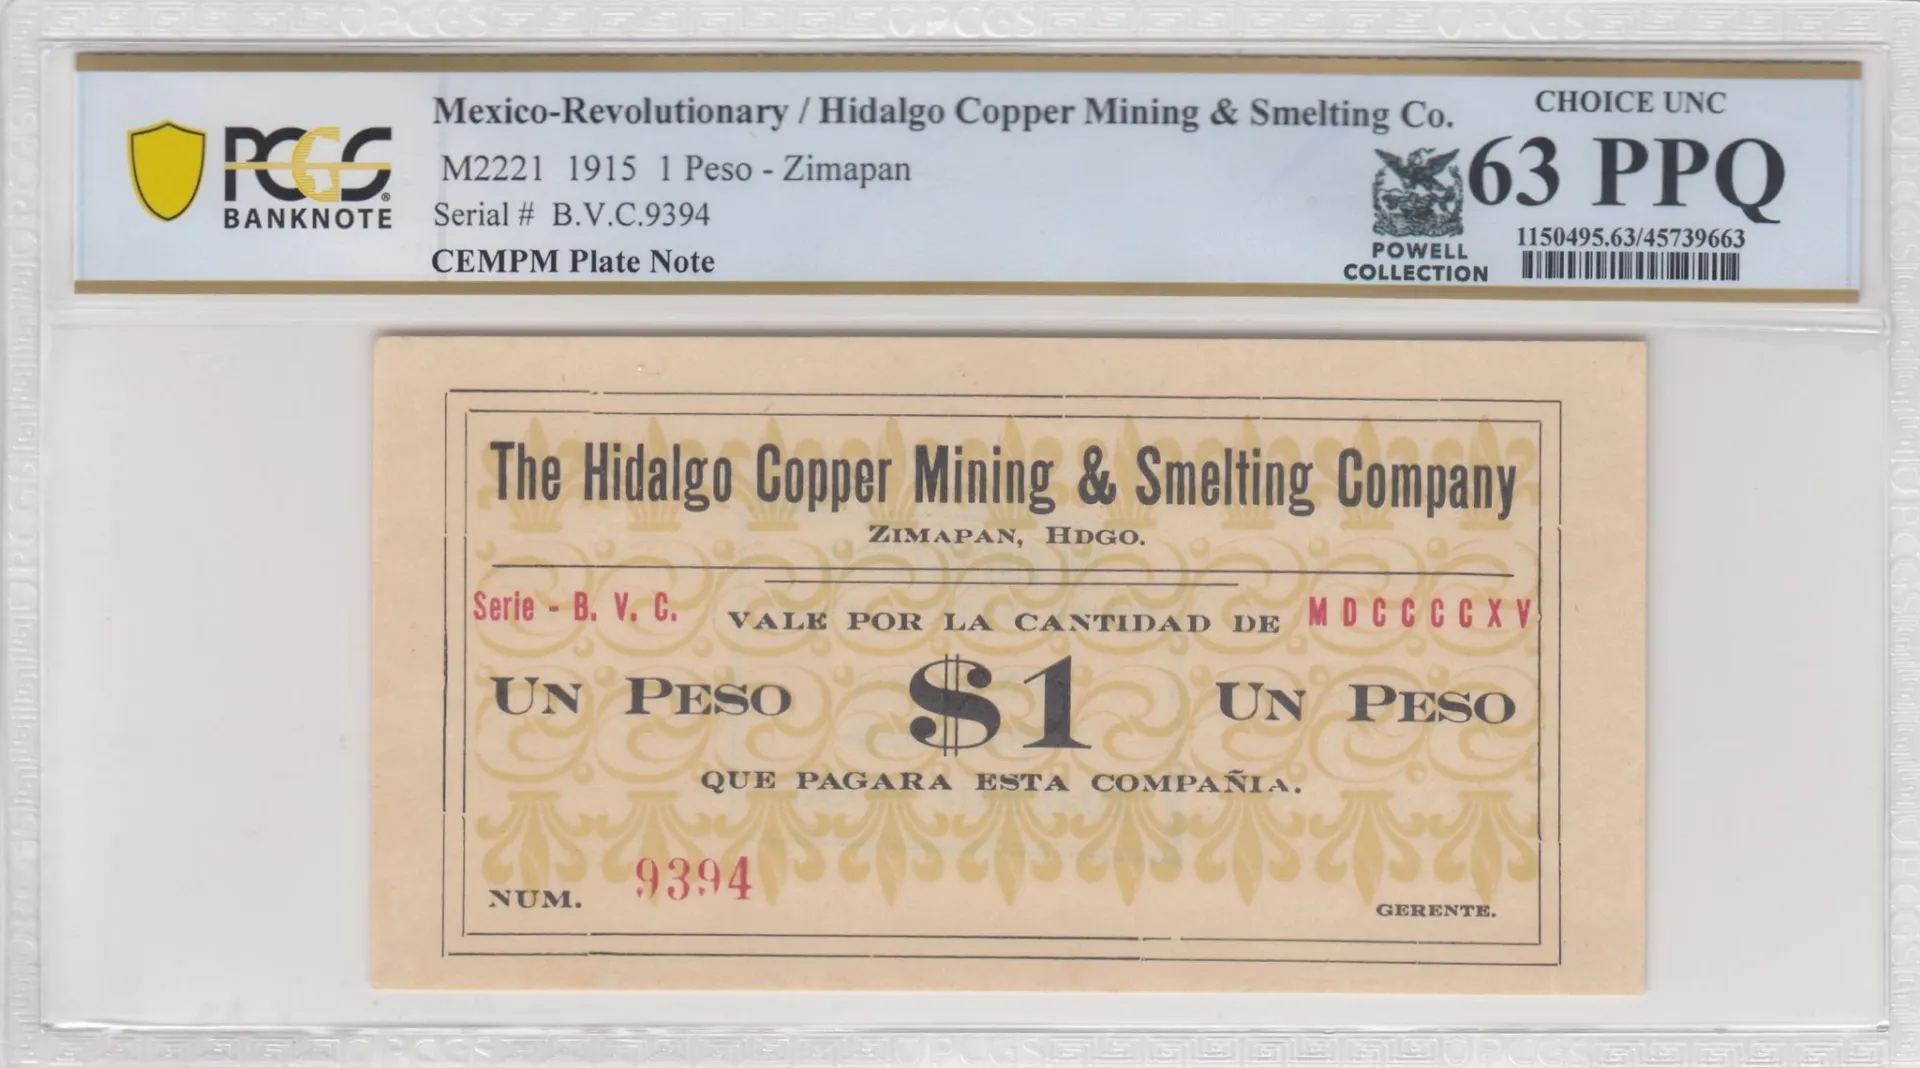 Mexico-Revolutionary / Hidalgo Copper Mining & Smelting Co.
M2221 1915 1 Peso - Zimapan
Serial # B.V.C.9394
CEMPM Plate Note
PCGS
BANKNOTE
CHOICE UNC
63 PPQ
POWELL
COLLECTION
1150495.63/45739663
The Hidalgo Copper Mining & Smelting Company
ZIMAPAN, HDGO.
Serie - B. V. C.
VALE POR LA CANTIDAD DE
MDCCCCXV
UN PESO $1 UN PESO
QUE PAGARA ESTA COMPAÑIA.
NUM. 9394
GERENTE.